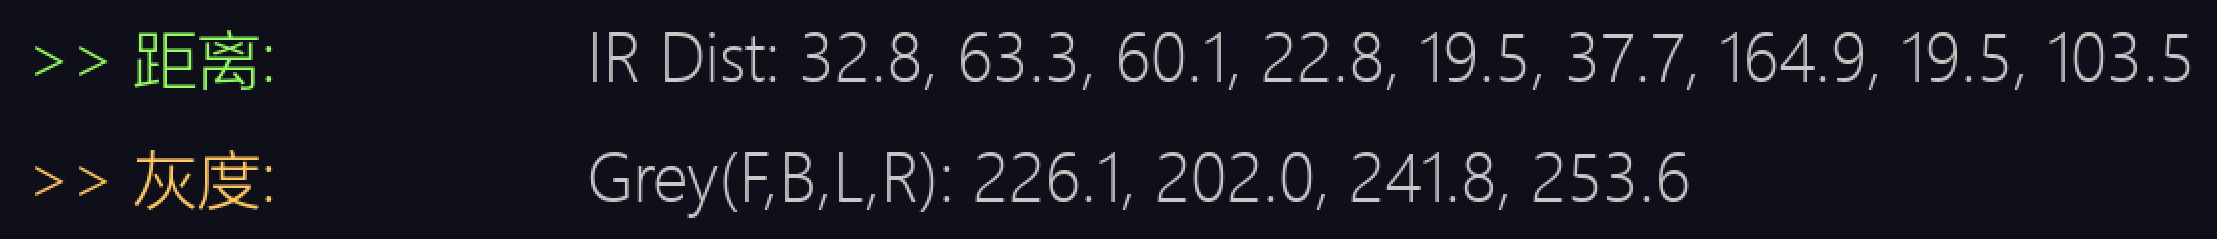 >> 距离: IR Dist: 32.8, 63.3, 60.1, 22.8, 19.5, 37.7, 164.9, 19.5, 103.5
>> 灰度: Grey(F,B,L,R): 226.1, 202.0, 241.8, 253.6